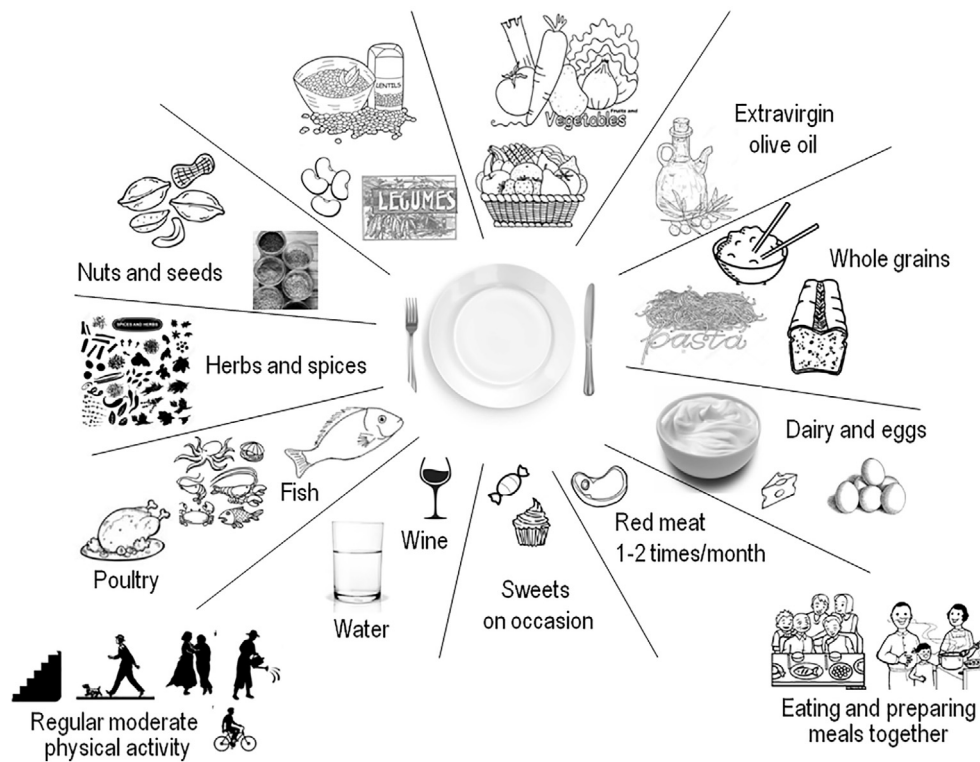 LENTILS
LEGUMES
Fruits and
Vegetables
Extravirgin
olive oil
Whole grains
pasta
Nuts and seeds
SPICES AND HERBS
Herbs and spices
Dairy and eggs
Fish
Poultry
Wine
Water
Sweets
on occasion
Red meat
1-2 times/month
Regular moderate
physical activity
Eating and preparing
meals together